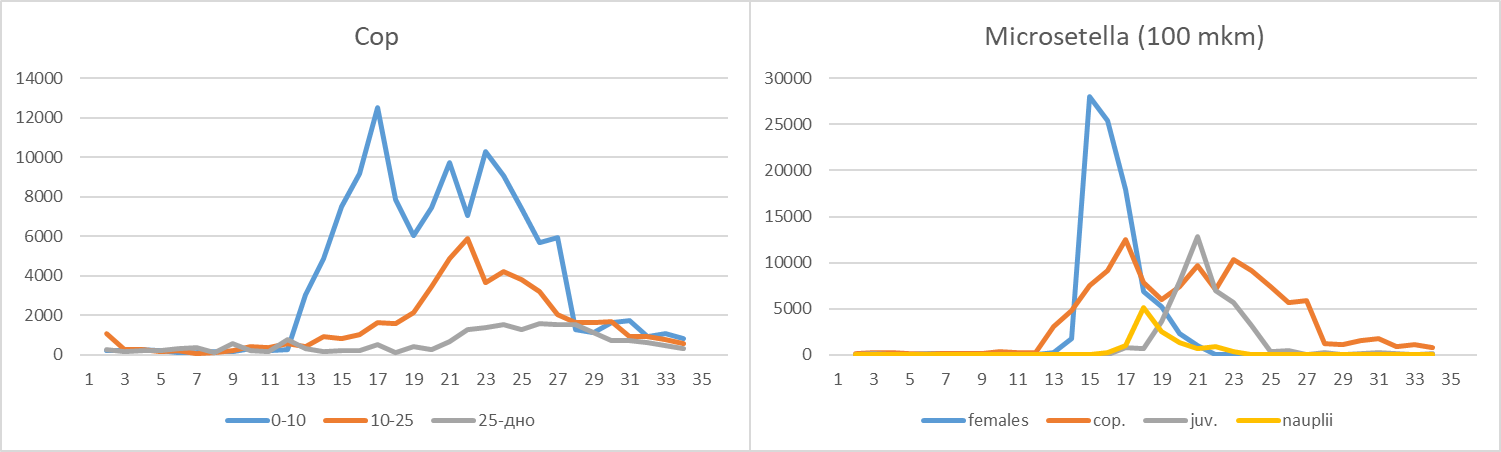 Cop
14000
12000
10000
8000
6000
4000
2000
0
1 3 5 7 9 11 13 15 17 19 21 23 25 27 29 31 33 35
0-10 10-25 25-дно
Microsetella (100 mkm)
30000
25000
20000
15000
10000
5000
0
1 3 5 7 9 11 13 15 17 19 21 23 25 27 29 31 33 35
females cop. juv. nauplii